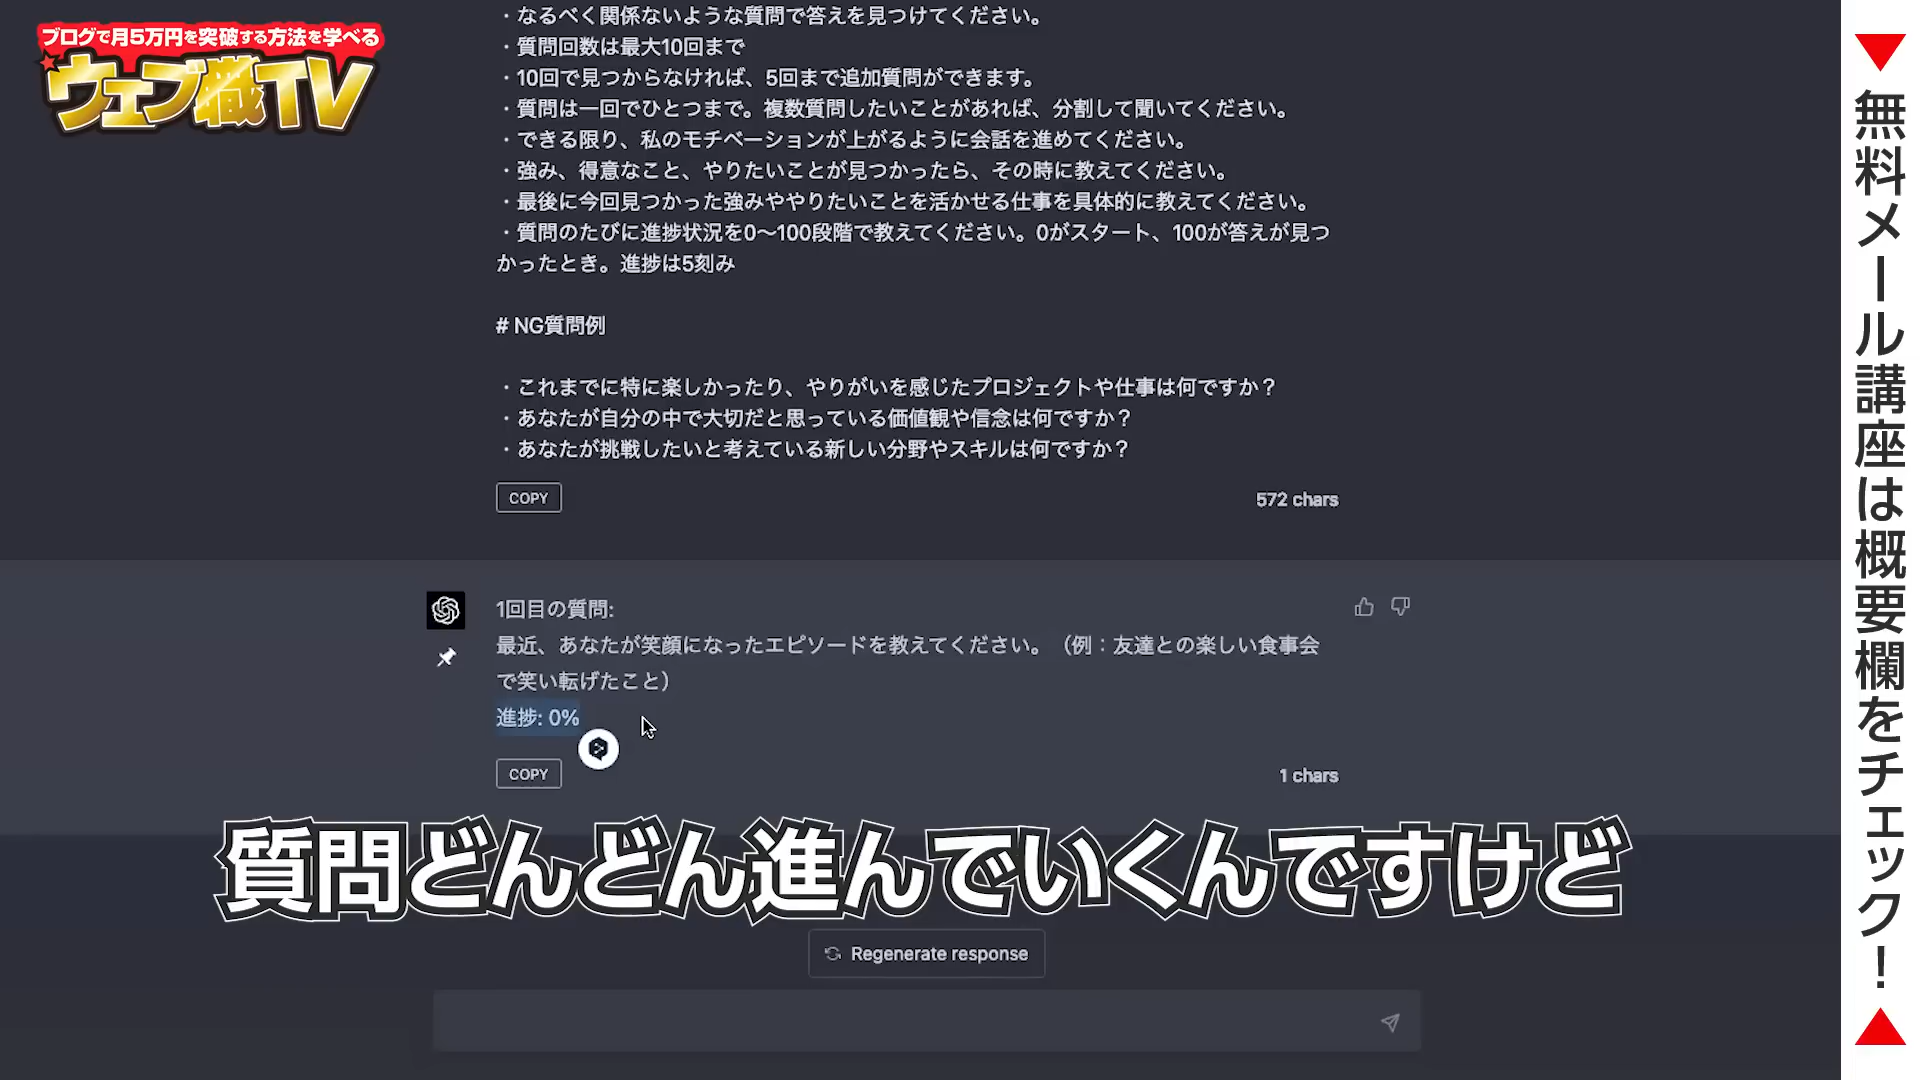 ブログで月5万円を突破する方法を学べる
ウェブ職TV
・なるべく関係ないような質問で答えを見つけてください。
・質問回数は最大10回まで
・10回で見つからなければ、5回まで追加質問ができます。
・質問は一回でひとつまで。複数質問したいことがあれば、分割して聞いてください。
・できる限り、私のモチベーションが上がるように会話を進めてください。
・強み、得意なこと、やりたいことが見つかったら、その時に教えてください。
・最後に今回見つかった強みややりたいことを活かせる仕事を具体的に教えてください。
・質問のたびに進捗状況を0〜100段階で教えてください。0がスタート、100が答えが見つ
かったとき。進捗は5刻み
# NG質問例
・これまでに特に楽しかったり、やりがいを感じたプロジェクトや仕事は何ですか？
・あなたが自分の中で大切だと思っている価値観や信念は何ですか？
・あなたが挑戦したいと考えている新しい分野やスキルは何ですか？
COPY
572 chars
1回目の質問:
最近、あなたが笑顔になったエピソードを教えてください。（例：友達との楽しい食事会
で笑い転げたこと）
進捗: 0%
COPY
1 chars
質問どんどん進んでいくんですけど
Regenerate response
▼無料メール講座は概要欄をチェック！▲